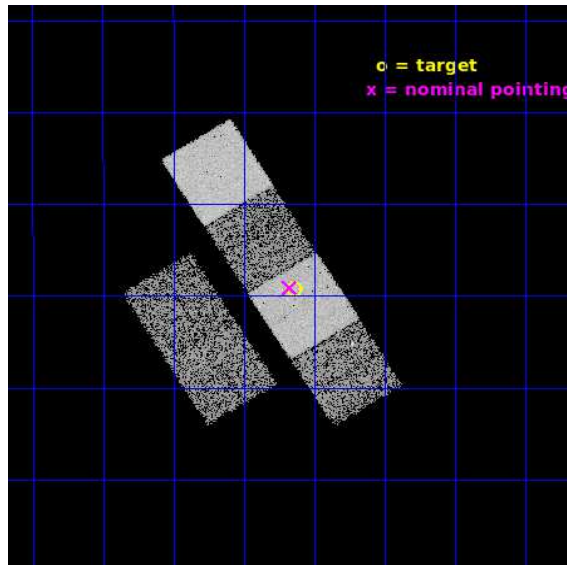 o = target
x = nominal pointing